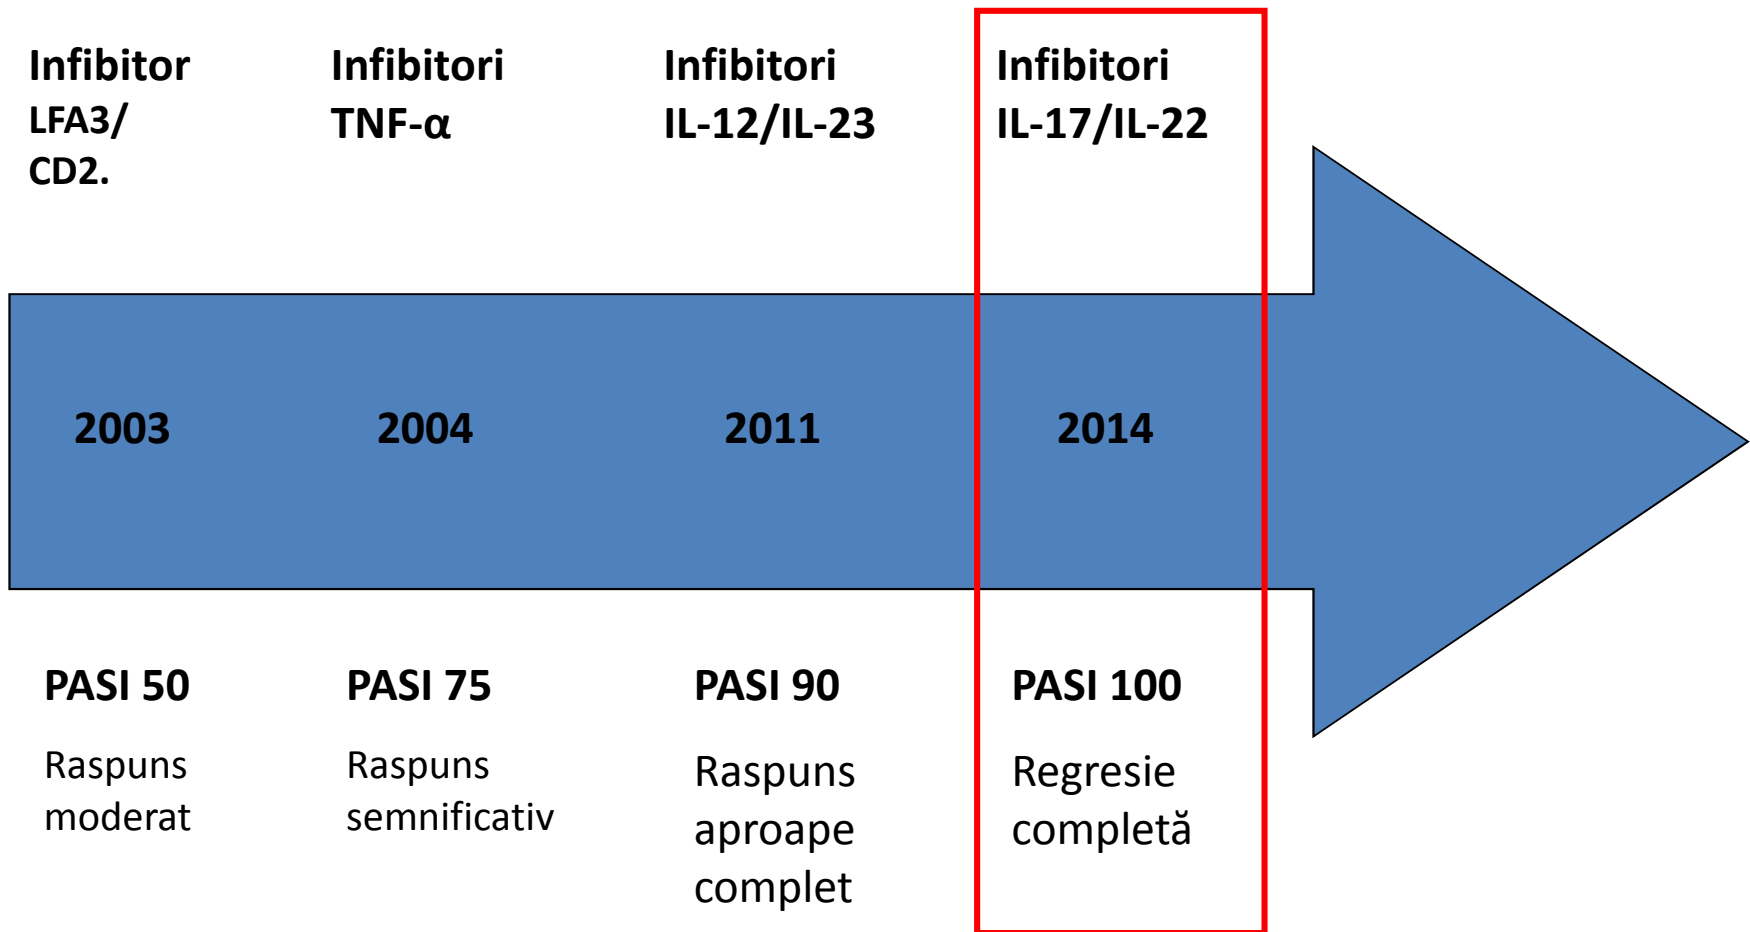 Infibitor
LFA3/
CD2.
Infibitori
TNF-α
Infibitori
IL-12/IL-23
Infibitori
IL-17/IL-22
2003
2004
2011
2014
PASI 50
Raspuns
moderat
PASI 75
Raspuns
semnificativ
PASI 90
Raspuns
aproape
complet
PASI 100
Regresie
completă